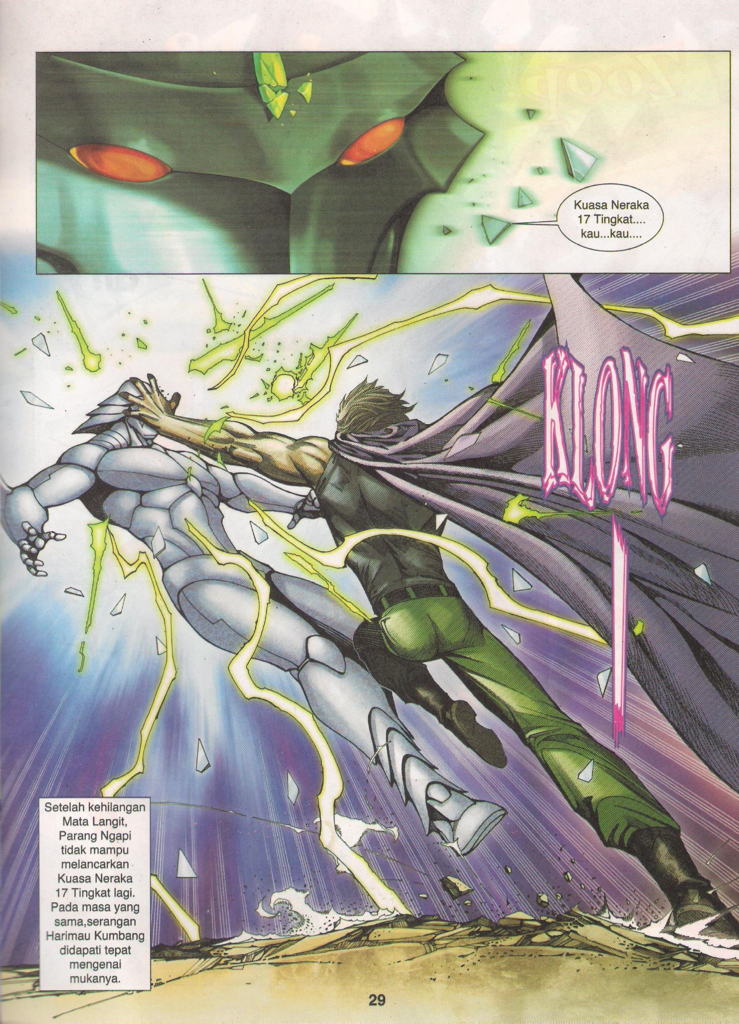 Kuasa Neraka
17 Tingkat....
kau...kau....
KLONG
!
Setelah kehilangan
Mata Langit,
Parang Ngapi
tidak mampu
melancarkan
Kuasa Neraka
17 Tingkat lagi.
Pada masa yang
sama,serangan
Harimau Kumbang
didapati tepat
mengenai
mukanya.
29